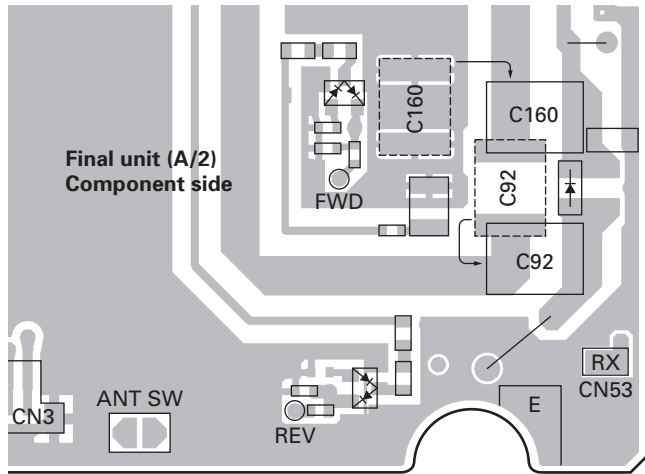 C160
C160
Final unit (A/2)
Component side
C92
FWD
C92
RX
CN53
ANT SW
E
CN3
REV